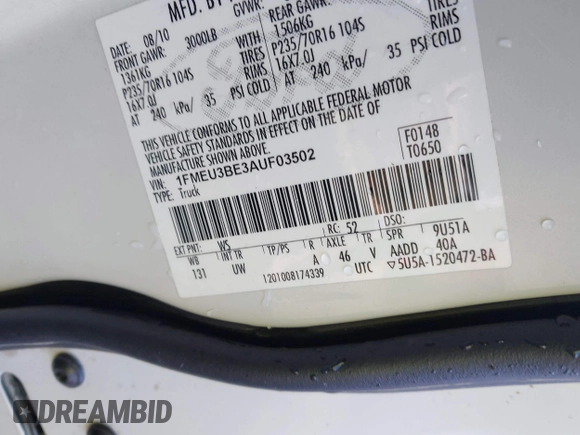 MFD. BY
DATE: 08/10 GVWR:
FRONT GAWR: 3000LB REAR GAWR:
1361KG WITH 1506KG WITH TIRES
P235/70R16 104S TIRES P235/70R16 104S RIMS
16X7.0J RIMS 16X7.0J
AT 240 kPa/ 35 PSI COLD AT 240 kPa/ 35 PSI COLD
THIS VEHICLE CONFORMS TO ALL APPLICABLE FEDERAL MOTOR
VEHICLE SAFETY STANDARDS IN EFFECT ON THE DATE OF
MANUFACTURE SHOWN ABOVE.
VIN: 1FMEU3BE3AUF03502 F0148
TYPE: Truck T0650
EXT PNT: WS RC: 52 DSO:
WB INT TR TP/PS R AXLE TR SPR 9U51A
131 UW A 46 V AADD 40A
1201008174339 UTC ▽5U5A-1520472-BA
DREAMBID